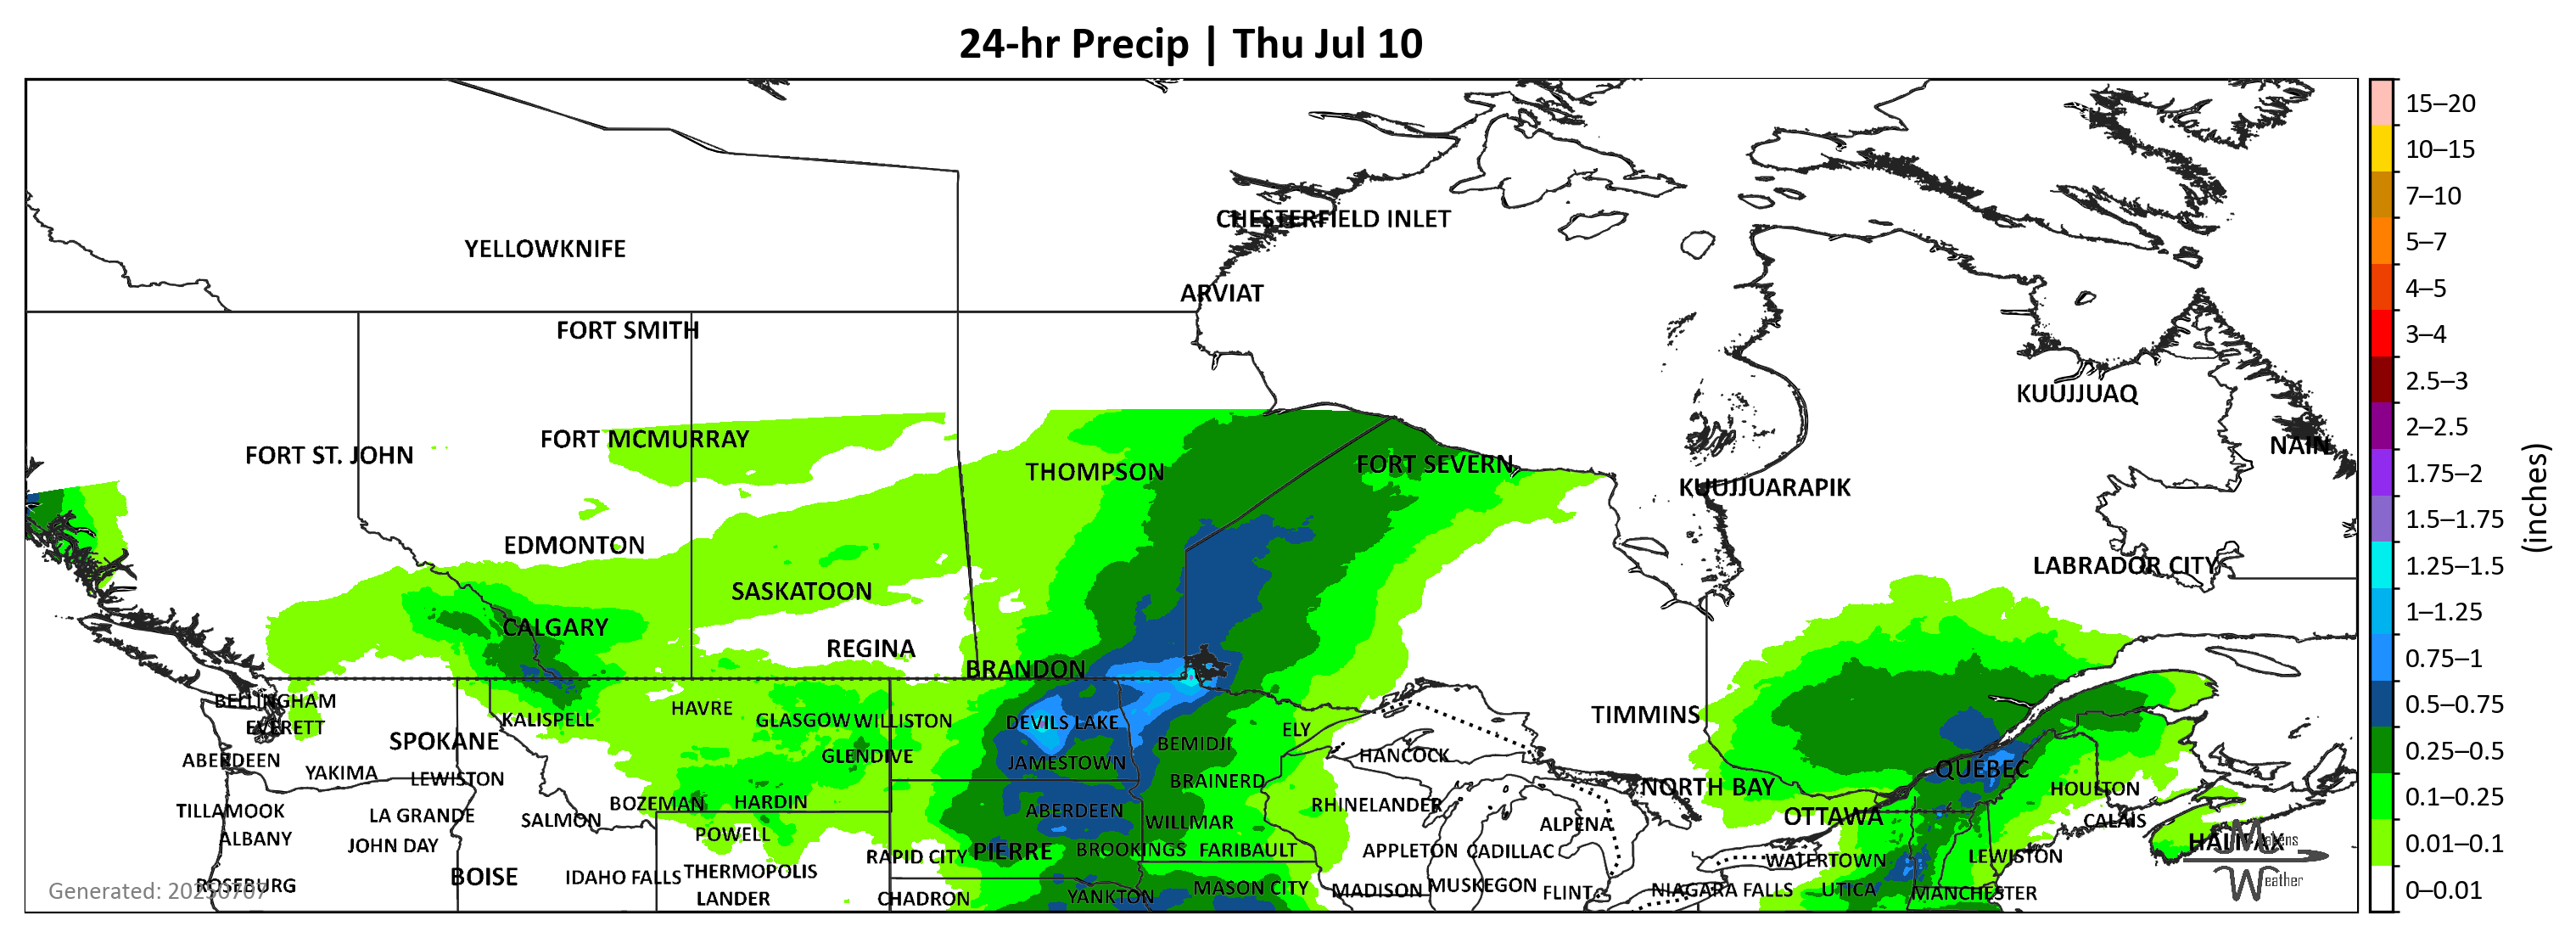 24-hr Precip | Thu Jul 10
CHESTERFIELD INLET
YELLOWKNIFE
ARVIAT
FORT SMITH
KUUJJUAQ
FORT MCMURRAY
NAIN
FORT ST. JOHN
FORT SEVERN
THOMPSON
KUUJJUARAPIK
EDMONTON
LABRADOR CITY
SASKATOON
CALGARY
REGINA
BRANDON
BELLINGHAM
HAVRE
TIMMINS
KALISPELL
GLASGOW
WILLISTON
DEVILS LAKE
EVERETT
ELY
SPOKANE
BEMIDJI
GLENDIVE
HANCOCK
ABERDEEN
JAMESTOWN
QUÉBEC
YAKIMA
LEWISTON
BRAINERD
NORTH BAY
HOULTON
BOZEMAN
HARDIN
RHINELANDER
TILLAMOOK
LA GRANDE
SALMON
ABERDEEN
WILLMAR
ALPENA
OTTAWA
CALAIS
ALBANY
JOHN DAY
POWELL
HALIFAX
RAPID CITY
PIERRE
BROOKINGS
FARIBAULT
APPLETON
CADILLAC
WATERTOWN
LEWISTON
BOISE
IDAHO FALLS
THERMOPOLIS
ROSEBURG
Generated: 20250707
LANDER
CHADRON
YANKTON
MASON CITY
MADISON
MUSKEGON
FLINT
NIAGARA FALLS
UTICA
MANCHESTER
Weather
15–20
10–15
7–10
5–7
4–5
3–4
2.5–3
2–2.5
1.75–2
1.5–1.75
1.25–1.5
1–1.25
0.75–1
0.5–0.75
0.25–0.5
0.1–0.25
0.01–0.1
0–0.01
(inches)